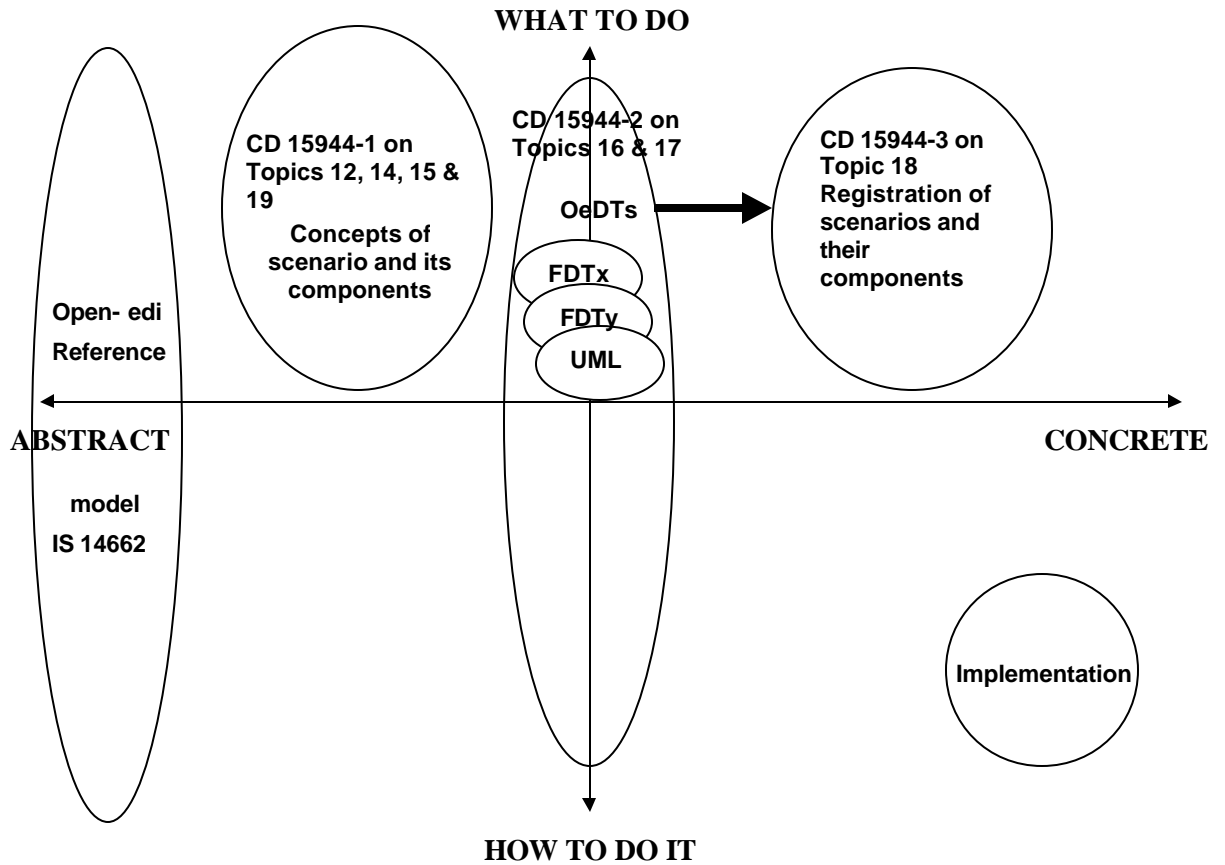 WHAT TO DO
CD 15944-1 on
Topics 12, 14, 15 &
19
Concepts of
scenario and its
components
CD 15944-2 on
Topics 16 & 17
OeDTs
FDTx
FDTy
UML
CD 15944-3 on
Topic 18
Registration of
scenarios and
their
components
Open- edi
Reference
ABSTRACT
CONCRETE
model
IS 14662
Implementation
HOW TO DO IT